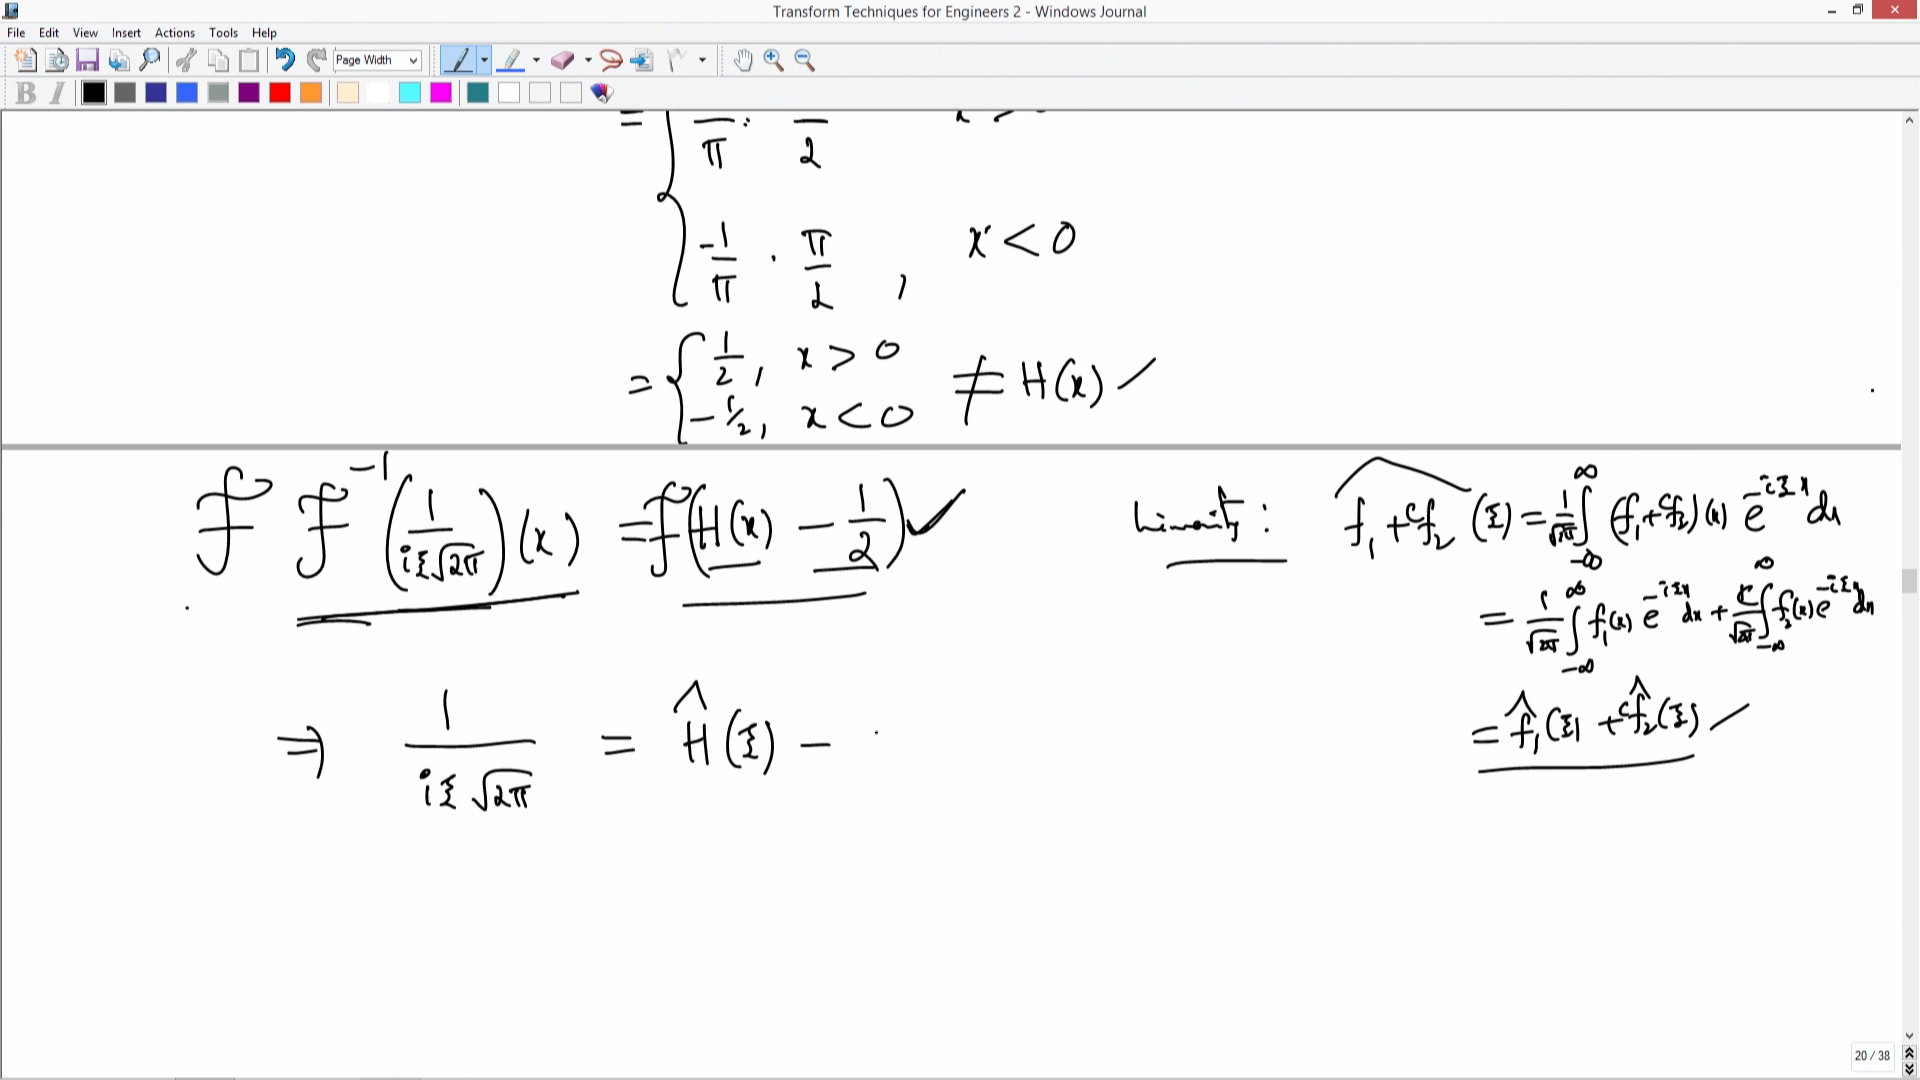 Transform Techniques for Engineers 2 - Windows Journal
File Edit View Insert Actions Tools Help
Page Width
B I
= { /π · /2
-1/π · π/2 , x < 0
= { 1/2, x > 0
-1/2, x < 0 ≠ H(x)
F F^{-1}(1/(iξ√2π))(x) = F(H(x) - 1/2)
⇒ 1/(iξ√2π) = Ĥ(ξ) -
Linearity: \widehat{f₁+cf₂}(ξ) = 1/√2π ∫_{-∞}^{∞} (f₁+cf₂)(x) e^{-iξx} dx
= 1/√2π ∫_{-∞}^{∞} f₁(x) e^{-iξx} dx + c/√2π ∫_{-∞}^{∞} f₂(x) e^{-iξx} dx
= f̂₁(ξ) + cf̂₂(ξ)
20 / 38